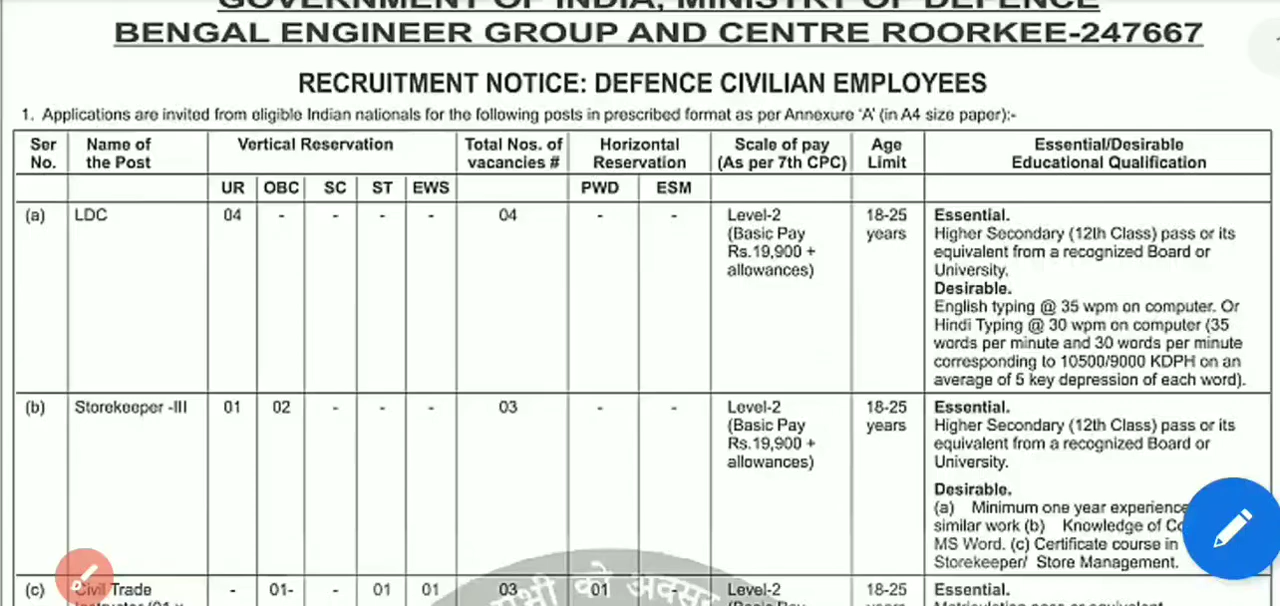 GOVERNMENT OF INDIA, MINISTRY OF DEFENCE
BENGAL ENGINEER GROUP AND CENTRE ROORKEE-247667
RECRUITMENT NOTICE: DEFENCE CIVILIAN EMPLOYEES
1. Applications are invited from eligible Indian nationals for the following posts in prescribed format as per Annexure 'A' (in A4 size paper):-
Ser No. Name of the Post Vertical Reservation Total Nos. of vacancies # Horizontal Reservation Scale of pay (As per 7th CPC) Age Limit Essential/Desirable Educational Qualification
UR OBC SC ST EWS PWD ESM
(a) LDC 04 - - - - 04 - - Level-2 18-25 Essential.
(Basic Pay years Higher Secondary (12th Class) pass or its
Rs.19,900 + equivalent from a recognized Board or
allowances) University.
Desirable.
English typing @ 35 wpm on computer. Or
Hindi Typing @ 30 wpm on computer (35
words per minute and 30 words per minute
corresponding to 10500/9000 KDPH on an
average of 5 key depression of each word).
(b) Storekeeper -III 01 02 - - - 03 - - Level-2 18-25 Essential.
(Basic Pay years Higher Secondary (12th Class) pass or its
Rs.19,900 + equivalent from a recognized Board or
allowances) University.
Desirable.
(a) Minimum one year experience
similar work (b) Knowledge of
MS Word. (c) Certificate course in
Storekeeper/ Store Management.
(c) Civil Trade - 01- - 01 01 03 01 - Level-2 18-25 Essential.
को अवसर